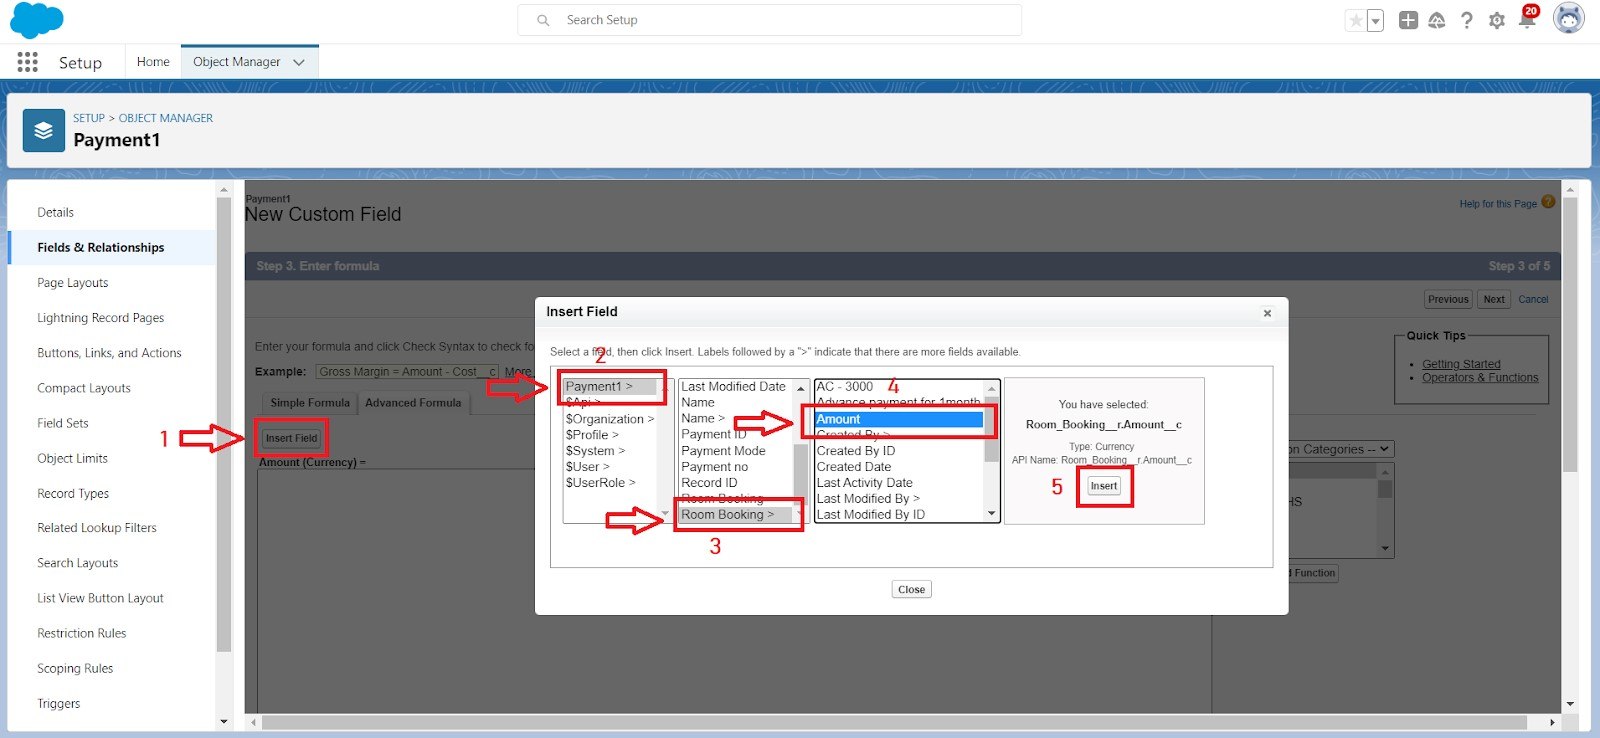 Search Setup
20
Setup
Home
Object Manager
SETUP > OBJECT MANAGER
Payment1
Details
Fields & Relationships
Page Layouts
Lightning Record Pages
Buttons, Links, and Actions
Compact Layouts
Field Sets
Object Limits
Record Types
Related Lookup Filters
Search Layouts
List View Button Layout
Restriction Rules
Scoping Rules
Triggers
Payment1
New Custom Field
Help for this Page
Step 3. Enter formula
Step 3 of 5
Previous
Next
Cancel
Quick Tips
Getting Started
Operators & Functions
Enter your formula and click Check Syntax to check fo
Example: Gross Margin = Amount - Cost__c More
Simple Formula
Advanced Formula
1
Insert Field
Amount (Currency) =
on Categories --
HS
d Function
Insert Field
Select a field, then click Insert. Labels followed by a ">" indicate that there are more fields available.
2
Payment1 >
$Api >
$Organization >
$Profile >
$System >
$User >
$UserRole >
Last Modified Date
Name
Name >
Payment ID
Payment Mode
Payment no
Record ID
Room Booking
Room Booking >
3
AC - 3000
4
Advance payment for 1month
Amount
Created By >
Created By ID
Created Date
Last Activity Date
Last Modified By >
Last Modified By ID
You have selected:
Room_Booking__r.Amount__c
Type: Currency
API Name: Room_Booking__r.Amount__c
5
Insert
Close